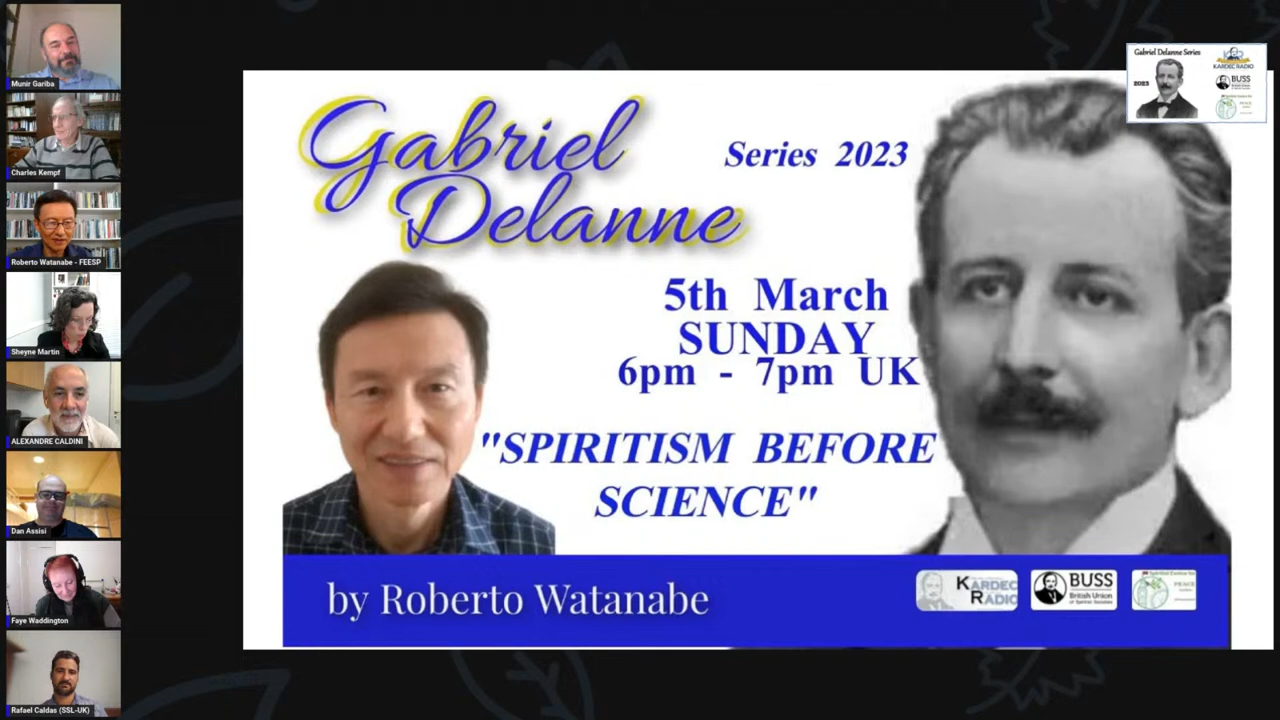 Munir Gariba
Charles Kempf
Roberto Watanabe - FEESP
Sheyne Martin
ALEXANDRE CALDINI
Dan Assisi
Faye Waddington
Rafael Caldas (SSL-UK)
Gabriel Delanne Series
2023
KARDEC RADIO
BUSS
British Union
Gabriel
Delanne
Series 2023
5th March
SUNDAY
6pm - 7pm UK
"SPIRITISM BEFORE
SCIENCE"
by Roberto Watanabe
KARDEC
RADIO
BUSS
British Union
of Spiritist Societies
PEACE